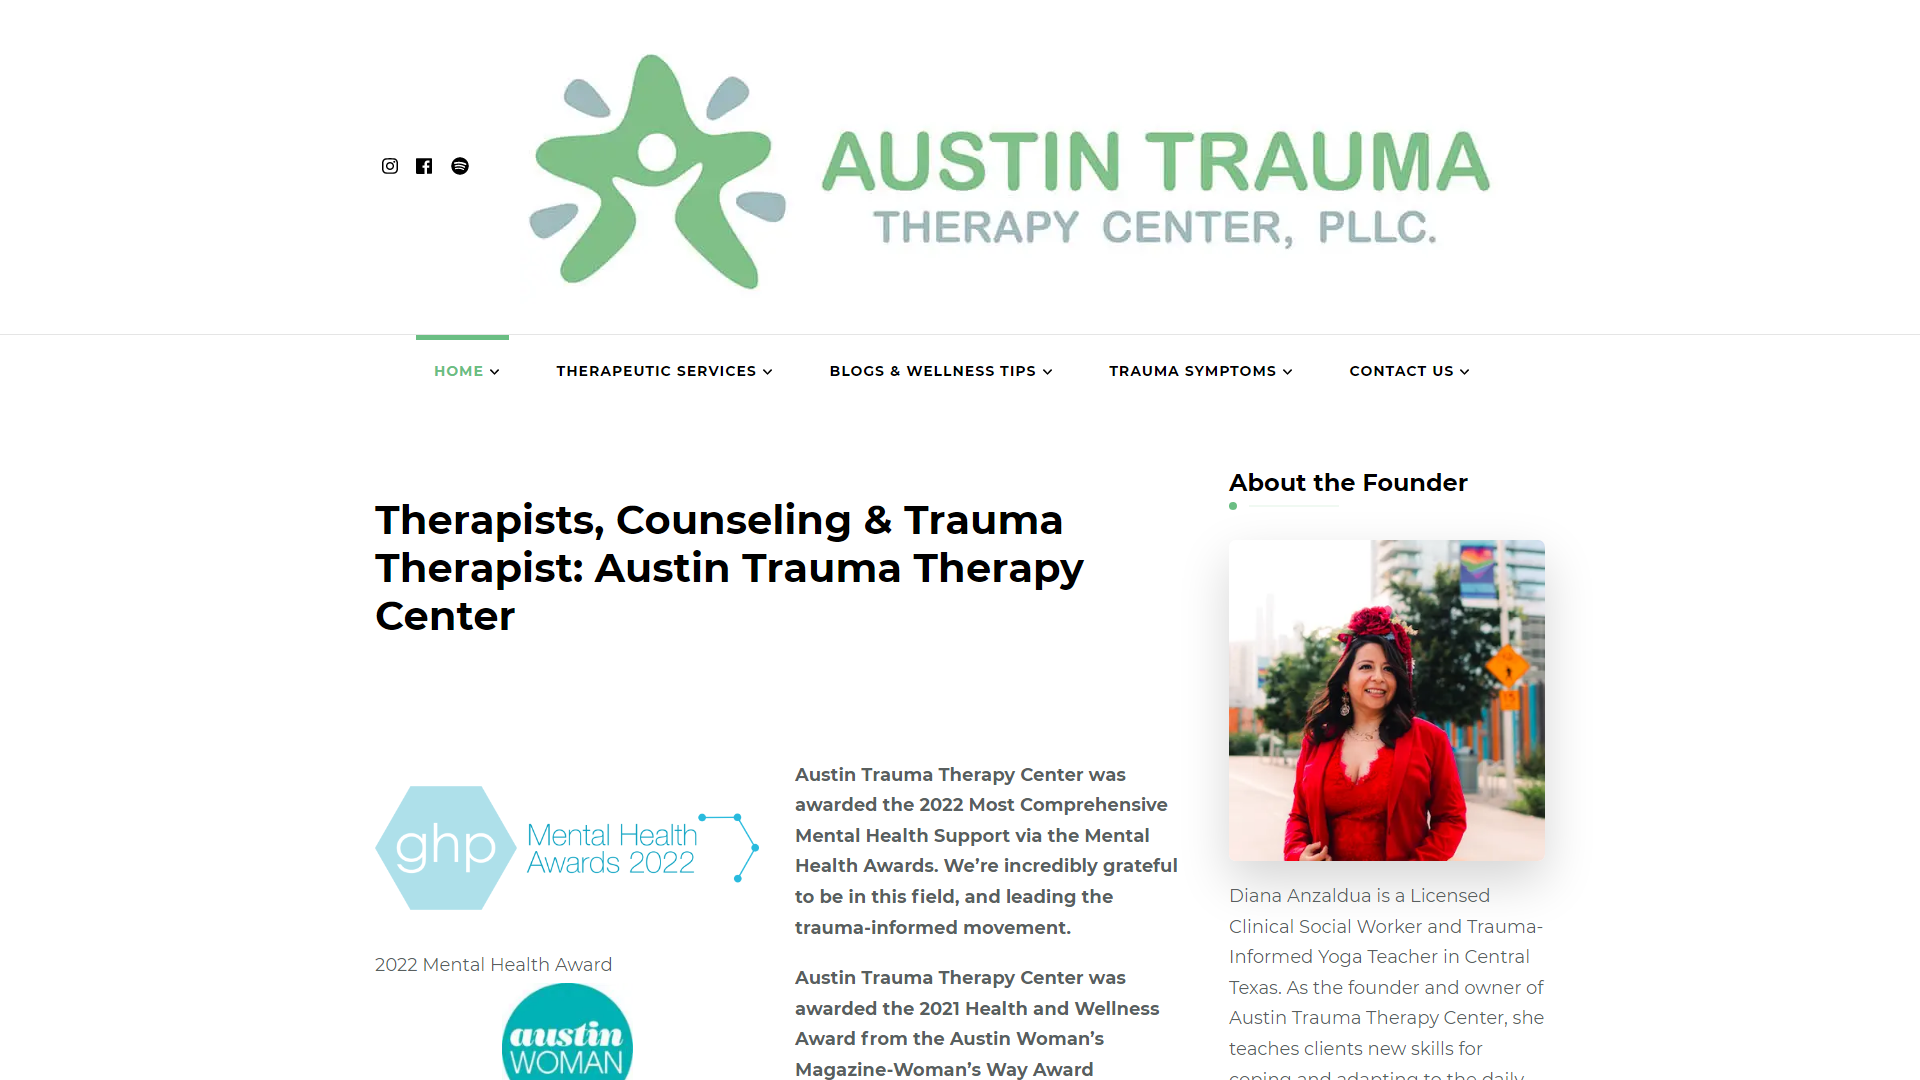 AUSTIN TRAUMA
THERAPY CENTER, PLLC.
HOME
THERAPEUTIC SERVICES
BLOGS & WELLNESS TIPS
TRAUMA SYMPTOMS
CONTACT US
Therapists, Counseling & Trauma
Therapist: Austin Trauma Therapy
Center
ghp
Mental Health
Awards 2022
2022 Mental Health Award
austin
WOMAN
Austin Trauma Therapy Center was
awarded the 2022 Most Comprehensive
Mental Health Support via the Mental
Health Awards. We’re incredibly grateful
to be in this field, and leading the
trauma-informed movement.
Austin Trauma Therapy Center was
awarded the 2021 Health and Wellness
Award from the Austin Woman’s
Magazine-Woman’s Way Award
About the Founder
Diana Anzaldua is a Licensed
Clinical Social Worker and Trauma-
Informed Yoga Teacher in Central
Texas. As the founder and owner of
Austin Trauma Therapy Center, she
teaches clients new skills for
coping and adapting to the daily